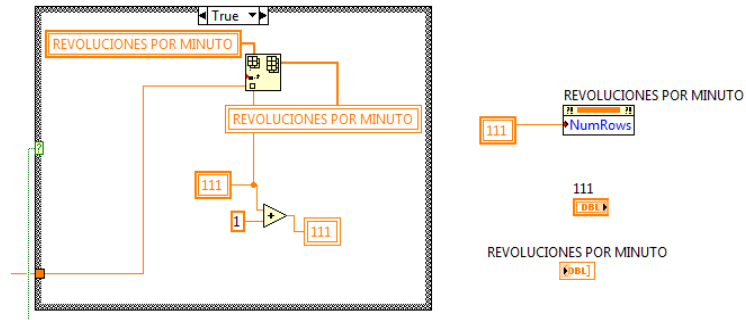 True
REVOLUCIONES POR MINUTO
REVOLUCIONES POR MINUTO
111
1
+
111
?
REVOLUCIONES POR MINUTO
?! ?!
111
NumRows
111
DBL
REVOLUCIONES POR MINUTO
DBL]